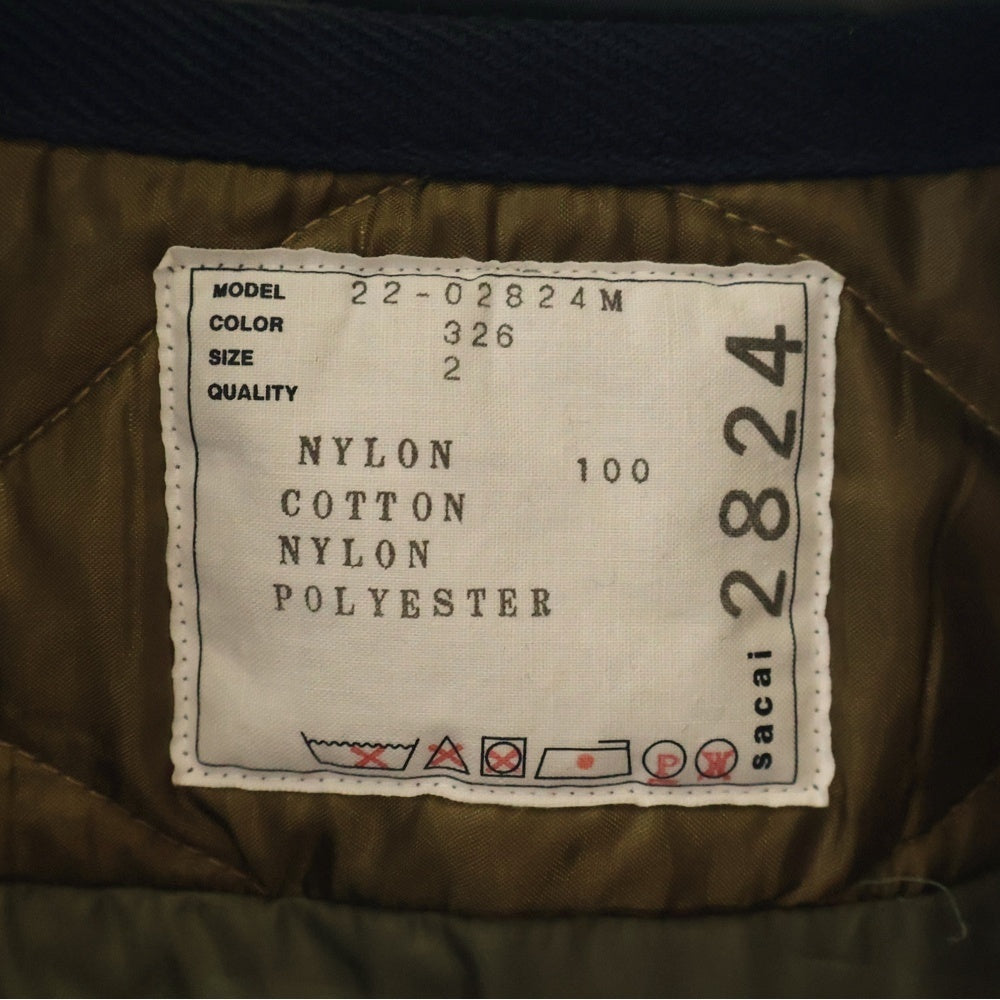 MODEL 22-02824M
COLOR 326
SIZE 2
QUALITY
NYLON 100
COTTON
NYLON
POLYESTER
P W
sacai 2824